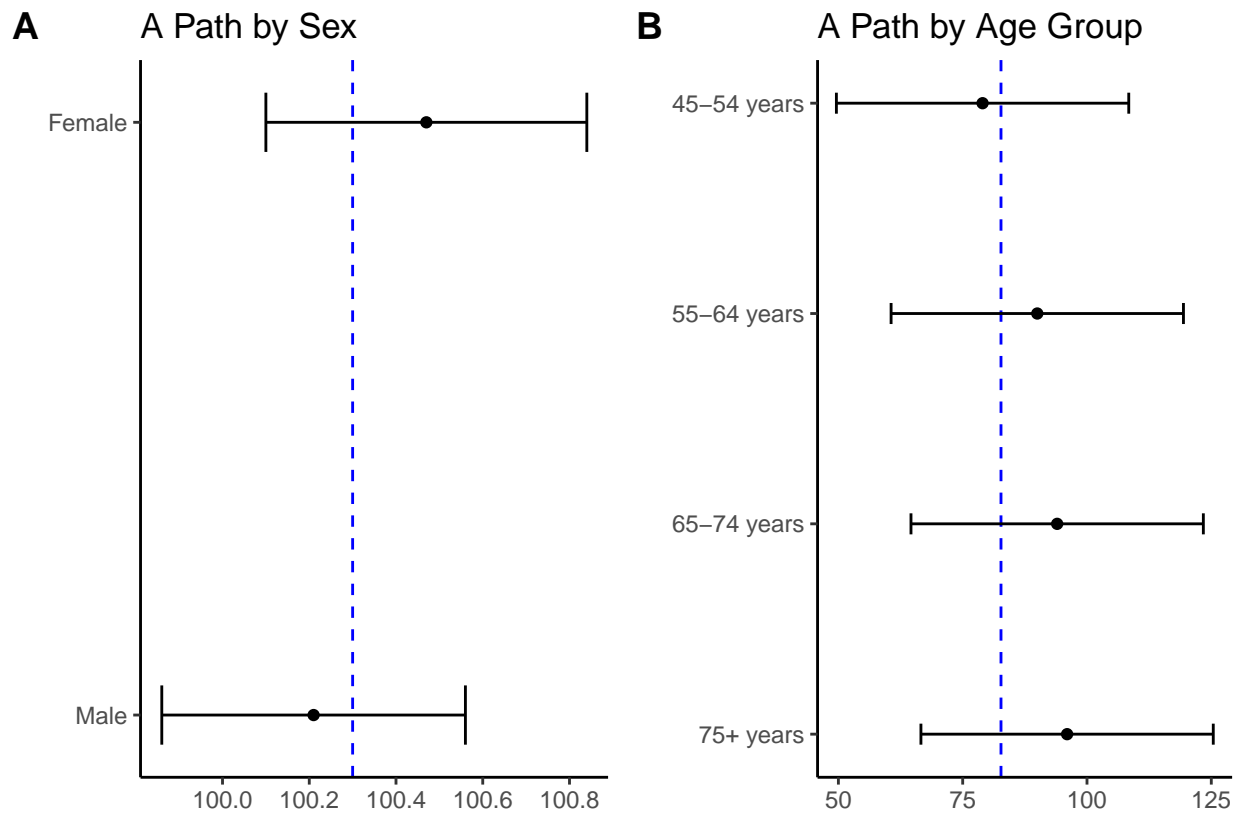 A
A Path by Sex
Female
Male
100.0 100.2 100.4 100.6 100.8
B
A Path by Age Group
45−54 years
55−64 years
65−74 years
75+ years
50 75 100 125